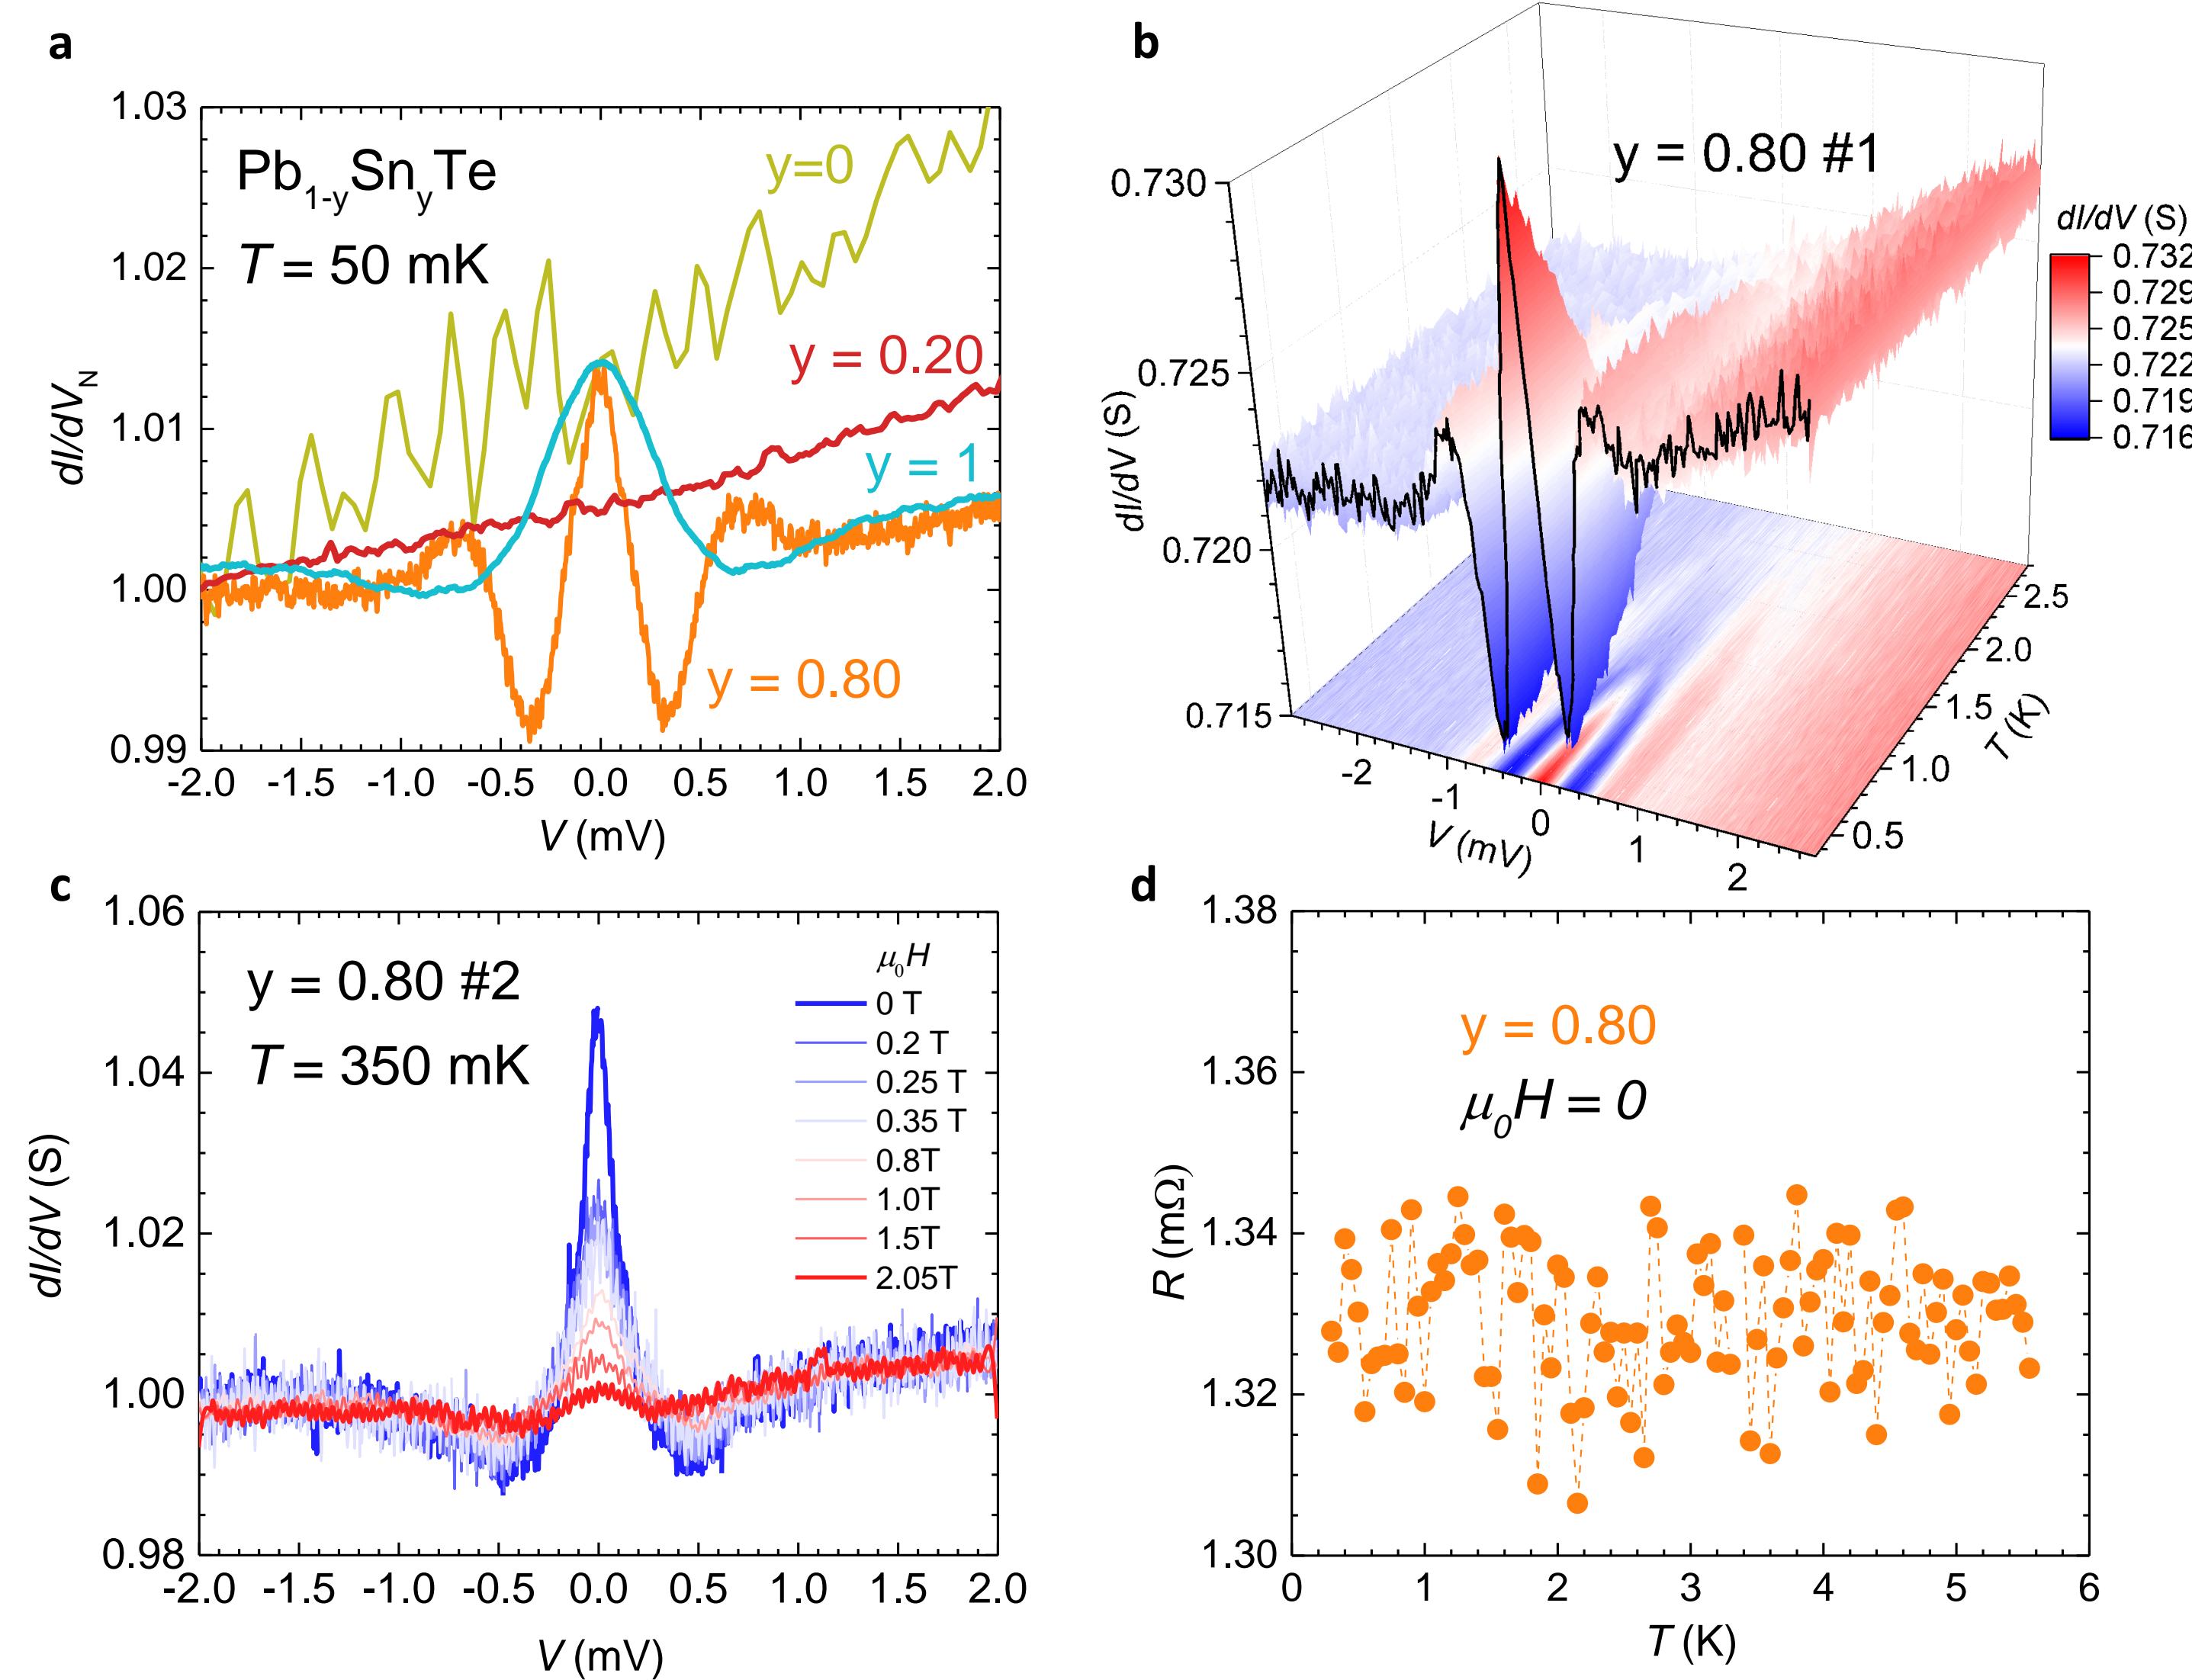 a
1.03
1.02
1.01
1.00
0.99
dI/dV_N
Pb_{1-y}Sn_yTe
T = 50 mK
y=0
y = 0.20
y = 1
y = 0.80
-2.0 -1.5 -1.0 -0.5 0.0 0.5 1.0 1.5 2.0
V (mV)
b
y = 0.80 #1
0.730
0.725
0.720
0.715
dI/dV (S)
-2 -1 0 1 2
V (mV)
0.5 1.0 1.5 2.0 2.5
T (K)
dI/dV (S)
0.732
0.729
0.725
0.722
0.719
0.716
c
1.06
1.04
1.02
1.00
0.98
dI/dV (S)
y = 0.80 #2
T = 350 mK
μ₀H
0 T
0.2 T
0.25 T
0.35 T
0.8T
1.0T
1.5T
2.05T
-2.0 -1.5 -1.0 -0.5 0.0 0.5 1.0 1.5 2.0
V (mV)
d
1.38
1.36
1.34
1.32
1.30
R (mΩ)
y = 0.80
μ₀H = 0
0 1 2 3 4 5 6
T (K)